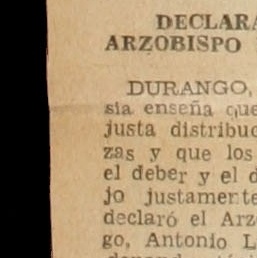 DECLARA
ARZOBISPO
DURANGO,
sia enseña que
justa distribuc
zas y que los
el deber y el d
jo justamente
declaró el Arz
go, Antonio L